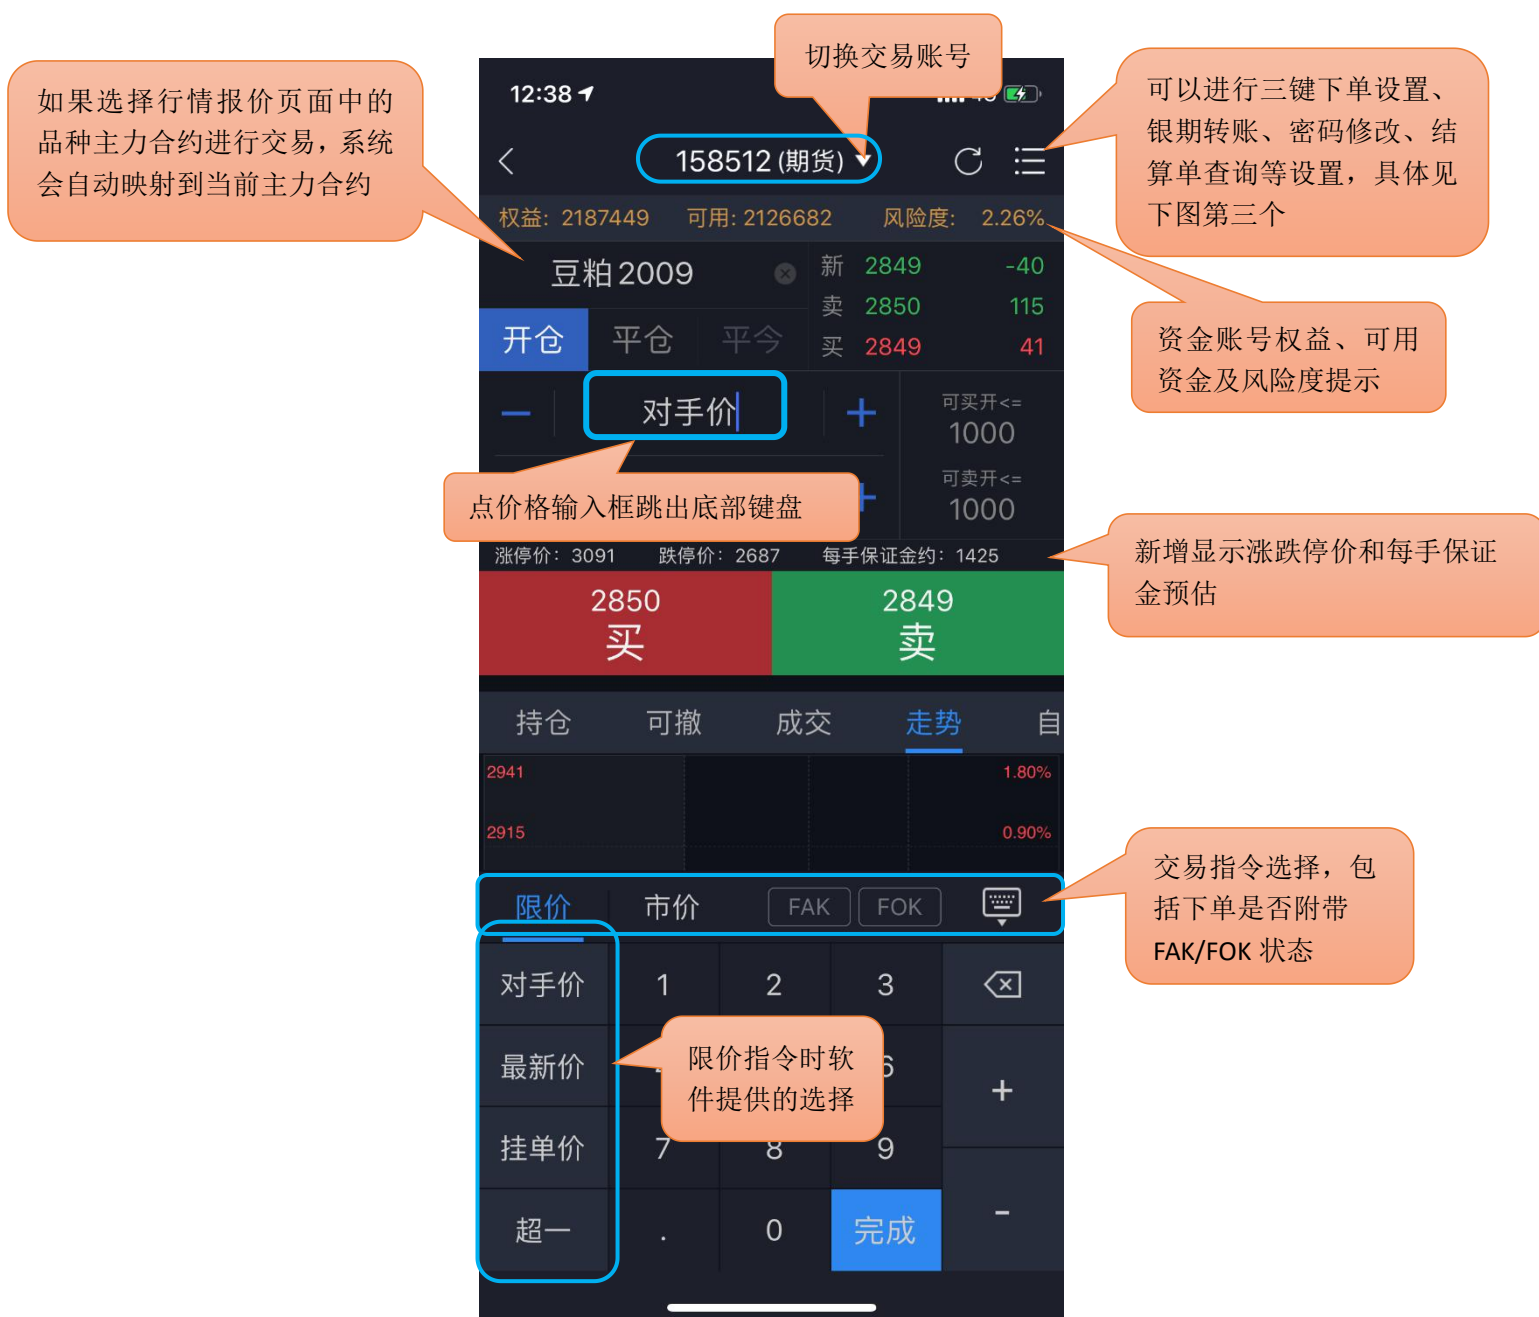 切换交易账号
如果选择行情报价页面中的
品种主力合约进行交易，系统
会自动映射到当前主力合约
可以进行三键下单设置、
银期转账、密码修改、结
算单查询等设置，具体见
下图第三个
12:38
158512 (期货)
权益: 2187449 可用: 2126682 风险度: 2.26%
豆粕2009
新 2849 -40
卖 2850 115
买 2849 41
开仓 平仓 平今
资金账号权益、可用
资金及风险度提示
对手价
可买开<=
1000
可卖开<=
1000
点价格输入框跳出底部键盘
涨停价: 3091 跌停价: 2687 每手保证金约: 1425
新增显示涨跌停价和每手保证
金预估
2850
买
2849
卖
持仓 可撤 成交 走势 自
2941 1.80%
2915 0.90%
限价 市价 FAK FOK
交易指令选择，包
括下单是否附带
FAK/FOK 状态
对手价 1 2 3
最新价
+
限价指令时软
件提供的选择
挂单价 7 8 9
超一 . 0 完成 -